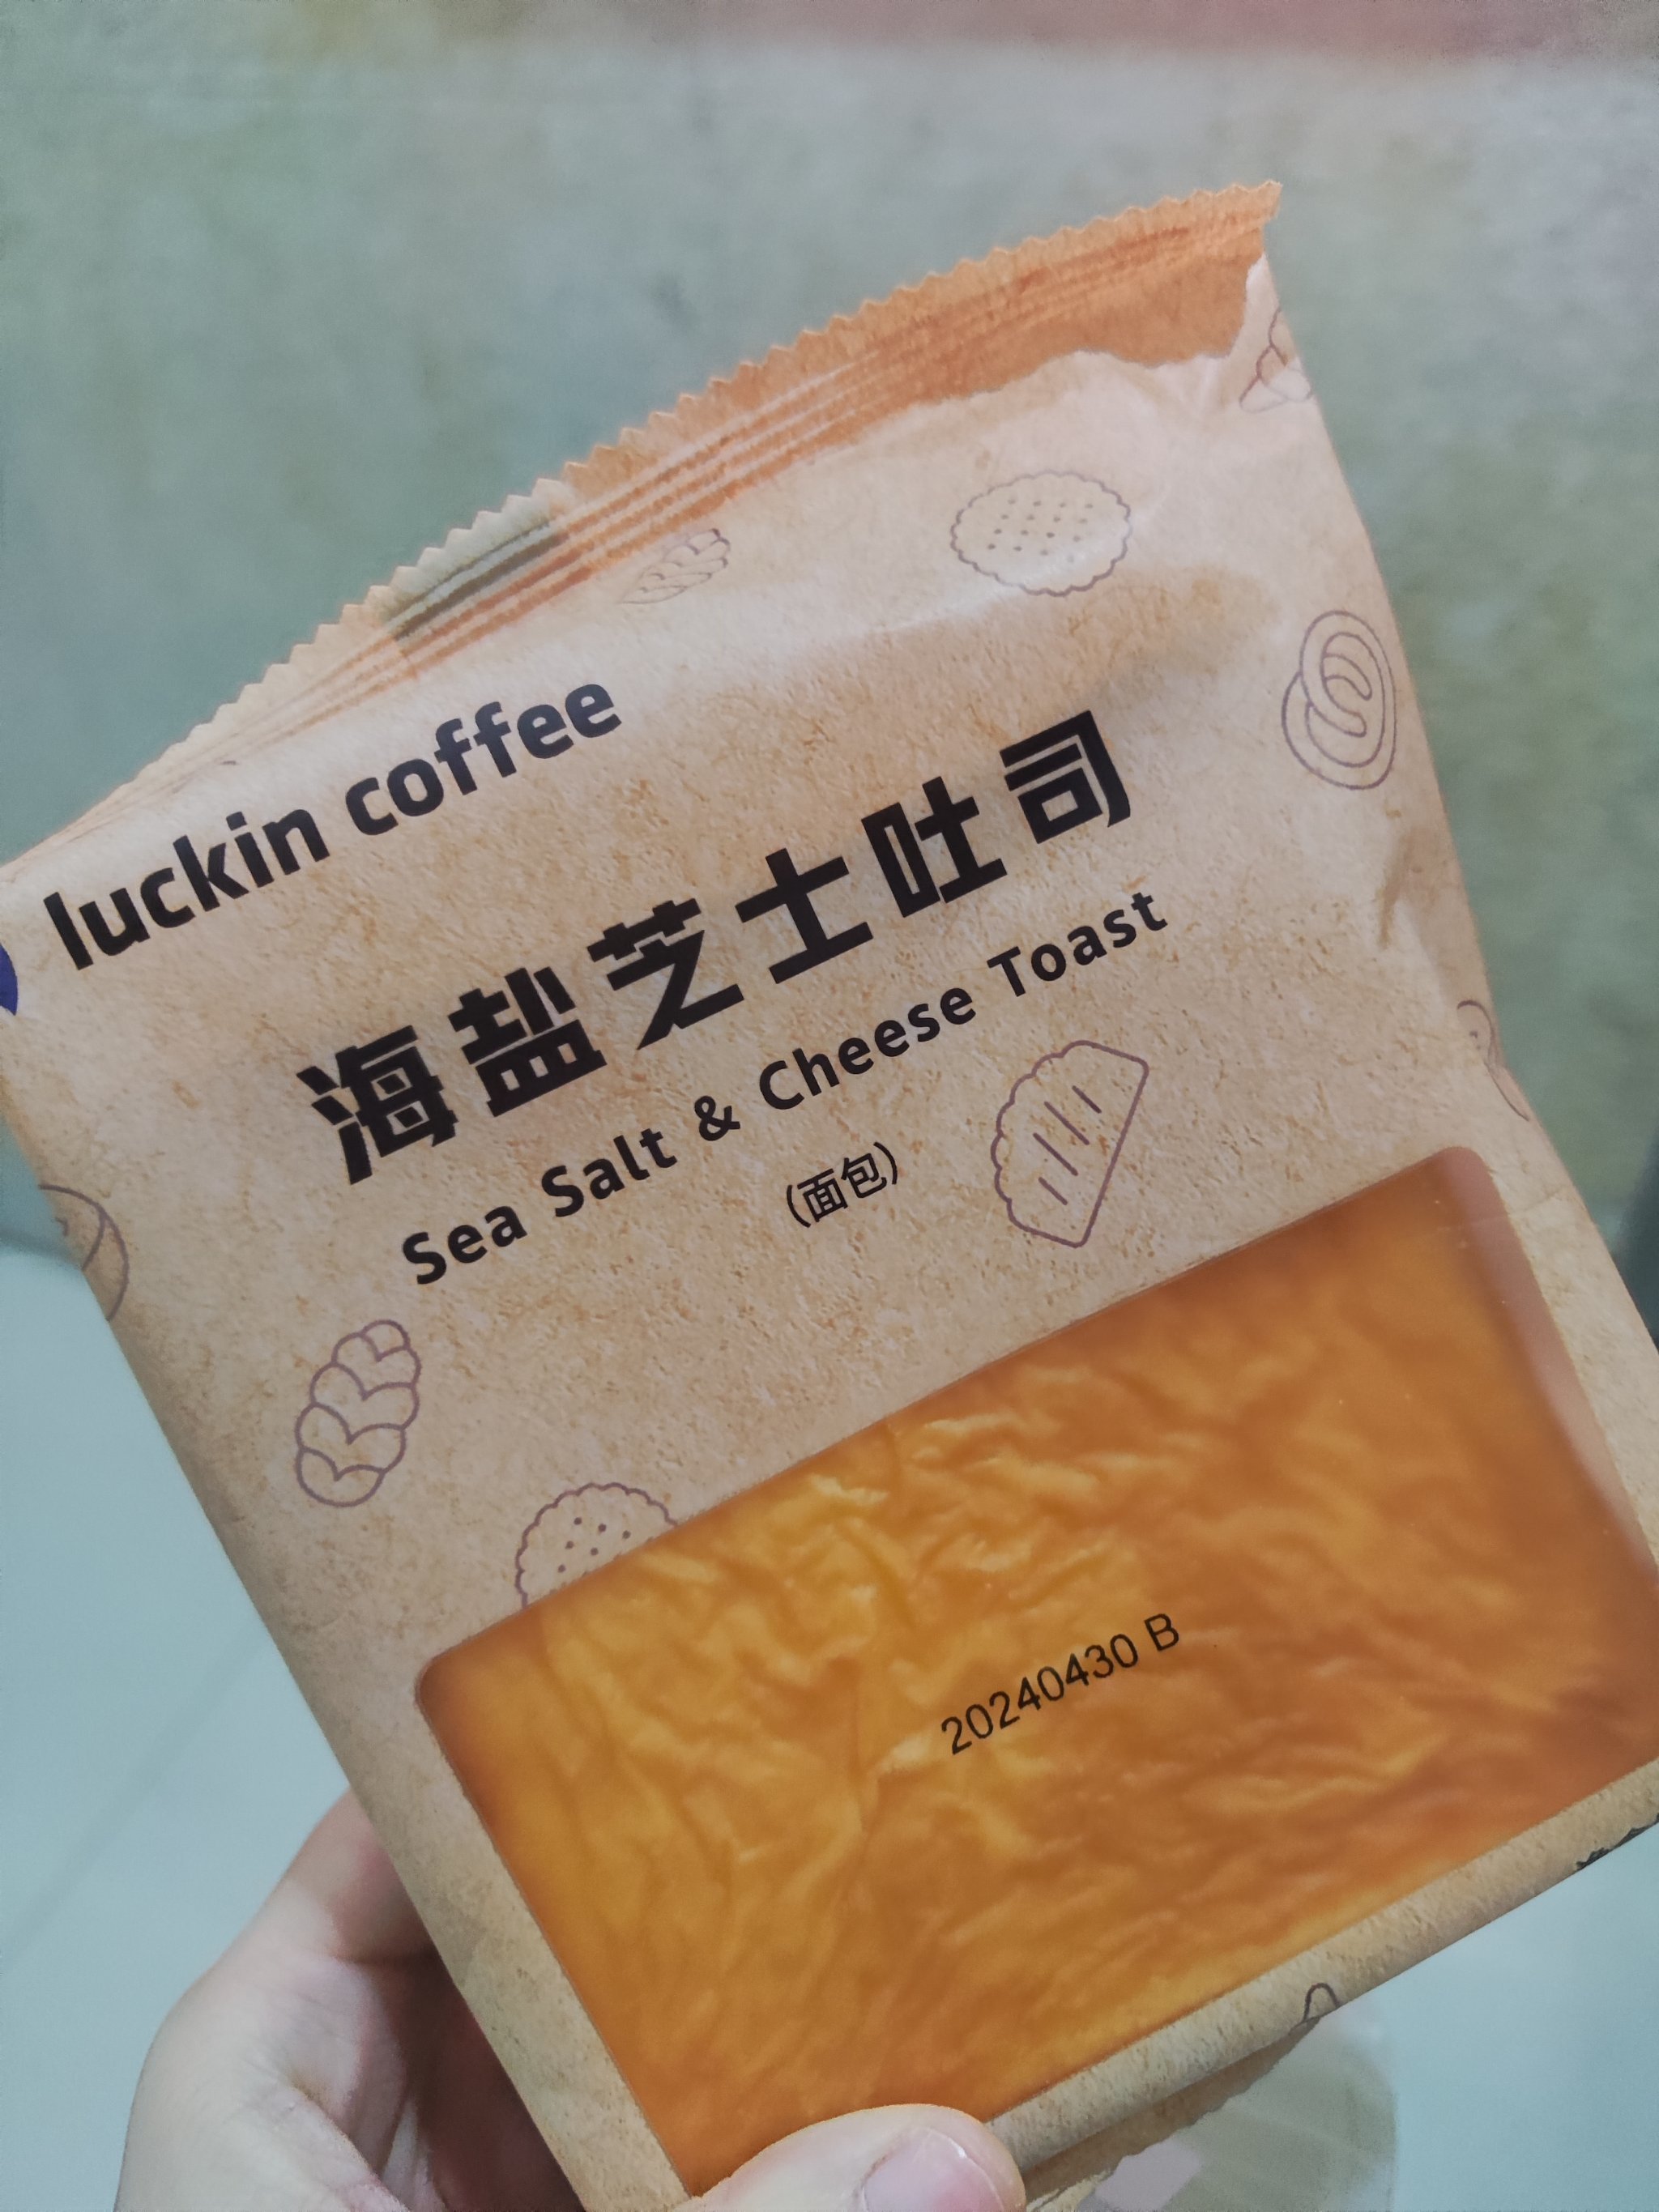 luckin coffee
海盐芝士吐司
Sea Salt & Cheese Toast
(面包)
20240430 B